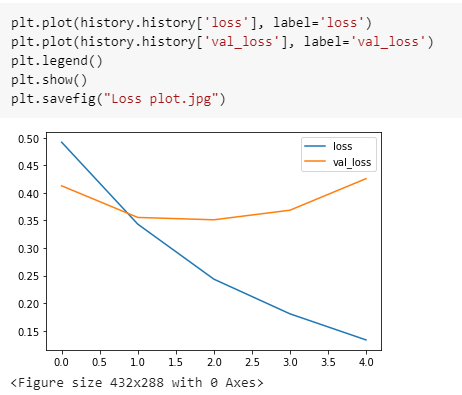 plt.plot(history.history['loss'], label='loss')
plt.plot(history.history['val_loss'], label='val_loss')
plt.legend()
plt.show()
plt.savefig("Loss plot.jpg")
0.50
0.45
0.40
0.35
0.30
0.25
0.20
0.15
loss
val_loss
0.0 0.5 1.0 1.5 2.0 2.5 3.0 3.5 4.0
<Figure size 432x288 with 0 Axes>